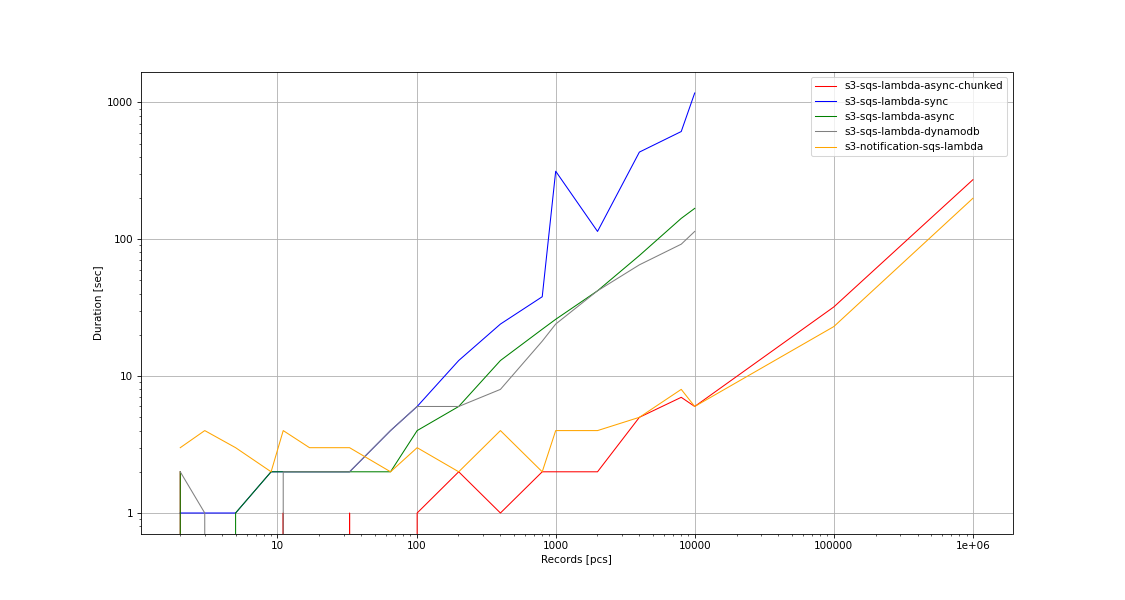 1000
100
10
1
Duration [sec]
s3-sqs-lambda-async-chunked
s3-sqs-lambda-sync
s3-sqs-lambda-async
s3-sqs-lambda-dynamodb
s3-notification-sqs-lambda
10 100 1000 10000 100000 1e+06
Records [pcs]